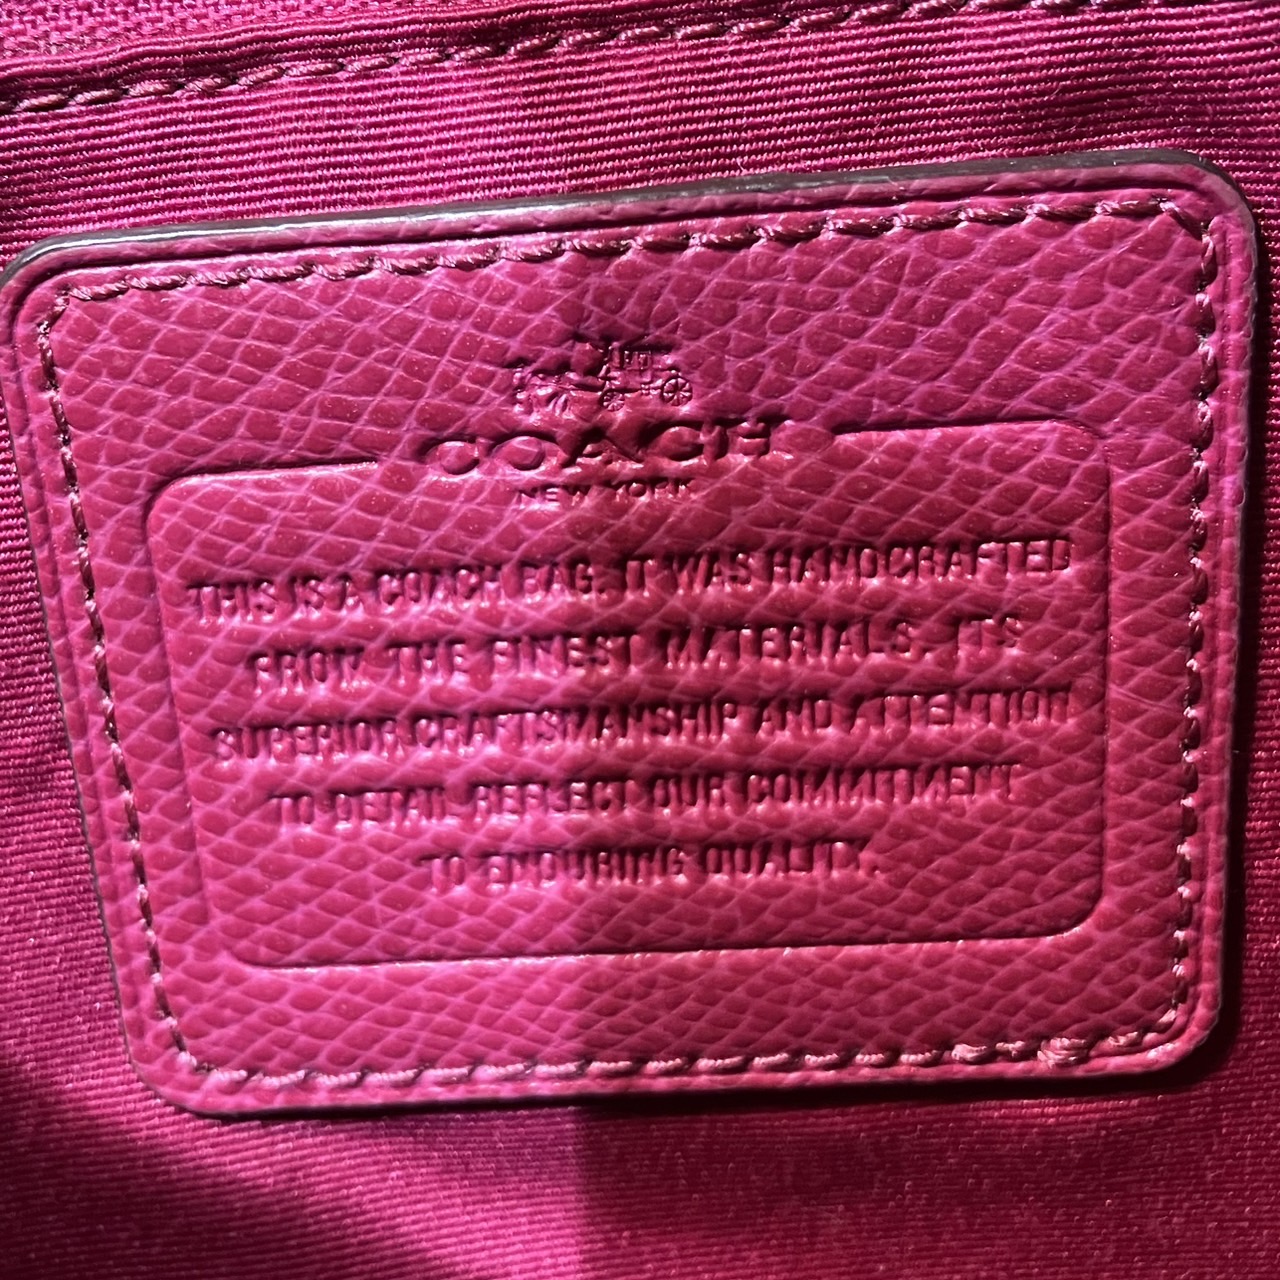 COACH
NEW YORK
THIS IS A COACH BAG. IT WAS HANDCRAFTED
FROM THE FINEST MATERIALS. ITS
SUPERIOR CRAFTSMANSHIP AND ATTENTION
TO DETAIL REFLECT OUR COMMITMENT
TO ENDURING QUALITY.